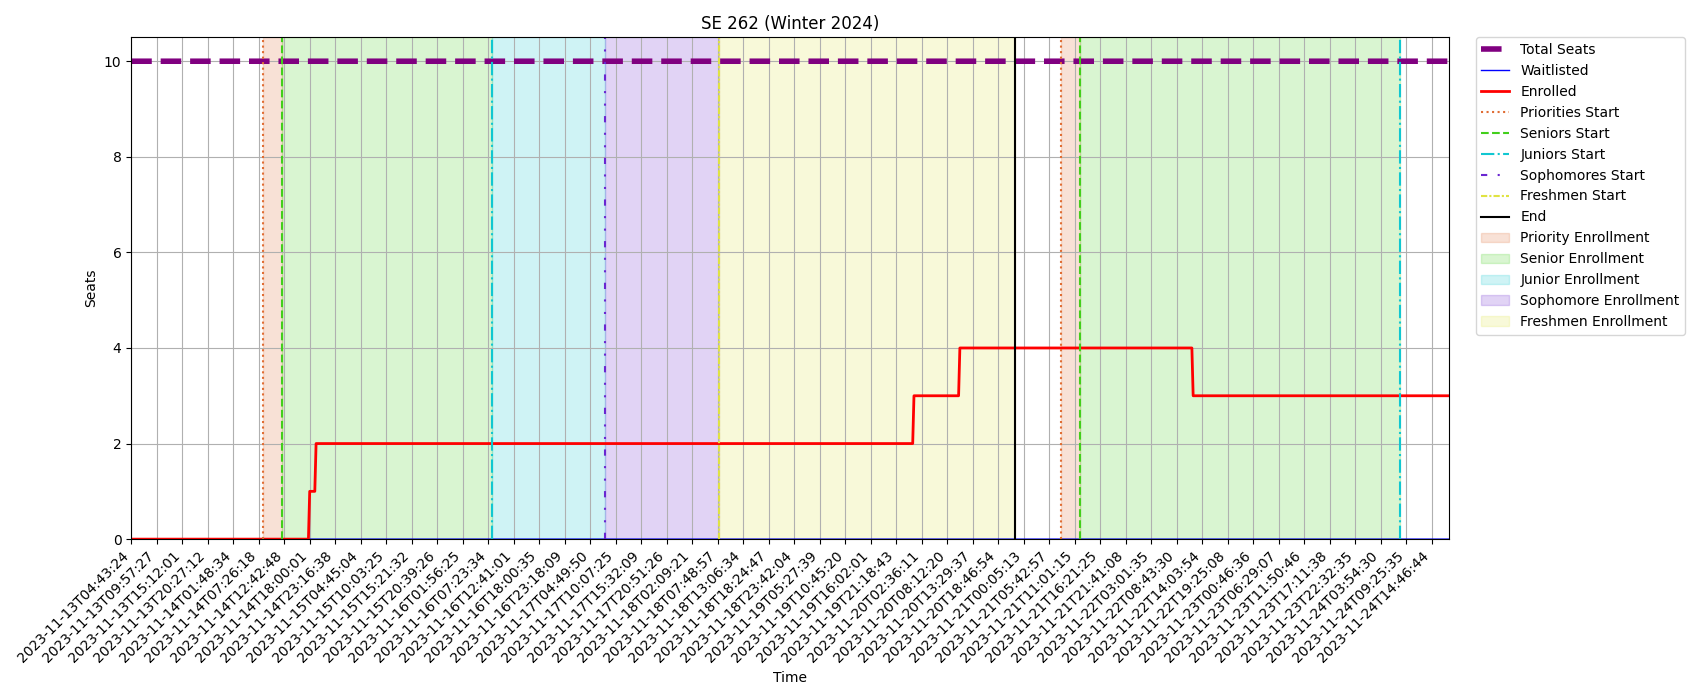 SE 262 (Winter 2024)
10
8
6
4
2
0
Seats
2023-11-13T04:43:24
2023-11-13T09:57:27
2023-11-13T15:12:01
2023-11-13T20:27:12
2023-11-14T01:48:34
2023-11-14T07:26:18
2023-11-14T12:42:48
2023-11-14T18:00:01
2023-11-14T23:16:38
2023-11-15T04:45:04
2023-11-15T10:03:25
2023-11-15T15:21:32
2023-11-15T20:39:26
2023-11-16T01:56:25
2023-11-16T07:23:34
2023-11-16T12:41:01
2023-11-16T18:00:35
2023-11-16T23:18:09
2023-11-17T04:49:50
2023-11-17T10:07:25
2023-11-17T15:32:09
2023-11-17T20:51:26
2023-11-18T02:09:21
2023-11-18T07:48:57
2023-11-18T13:06:34
2023-11-18T18:24:47
2023-11-18T23:42:04
2023-11-19T05:27:39
2023-11-19T10:45:20
2023-11-19T16:02:01
2023-11-19T21:18:43
2023-11-20T02:36:11
2023-11-20T08:12:20
2023-11-20T13:29:37
2023-11-20T18:46:54
2023-11-21T00:05:13
2023-11-21T05:42:57
2023-11-21T11:01:15
2023-11-21T16:21:25
2023-11-21T21:41:08
2023-11-22T03:01:35
2023-11-22T08:43:30
2023-11-22T14:03:54
2023-11-22T19:25:08
2023-11-23T00:46:36
2023-11-23T06:29:07
2023-11-23T11:50:46
2023-11-23T17:11:38
2023-11-23T22:32:35
2023-11-24T03:54:30
2023-11-24T09:25:35
2023-11-24T14:46:44
Time
Total Seats
Waitlisted
Enrolled
Priorities Start
Seniors Start
Juniors Start
Sophomores Start
Freshmen Start
End
Priority Enrollment
Senior Enrollment
Junior Enrollment
Sophomore Enrollment
Freshmen Enrollment